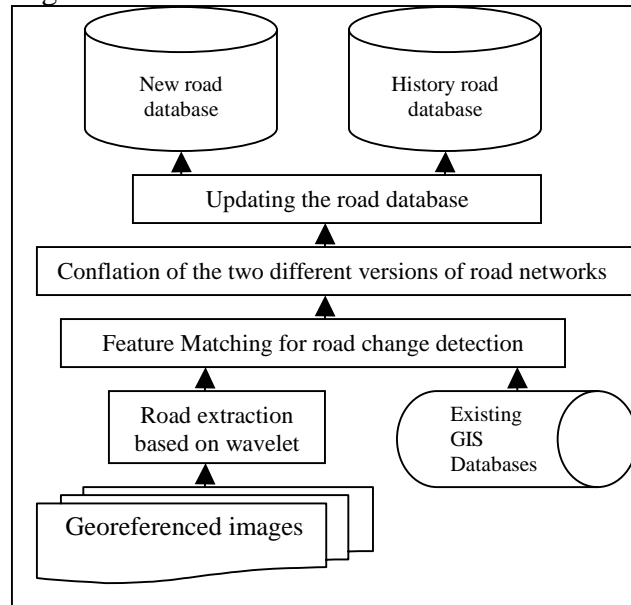 New road
database
History road
database
Updating the road database
Conflation of the two different versions of road networks
Feature Matching for road change detection
Road extraction
based on wavelet
Existing
GIS
Databases
Georeferenced images